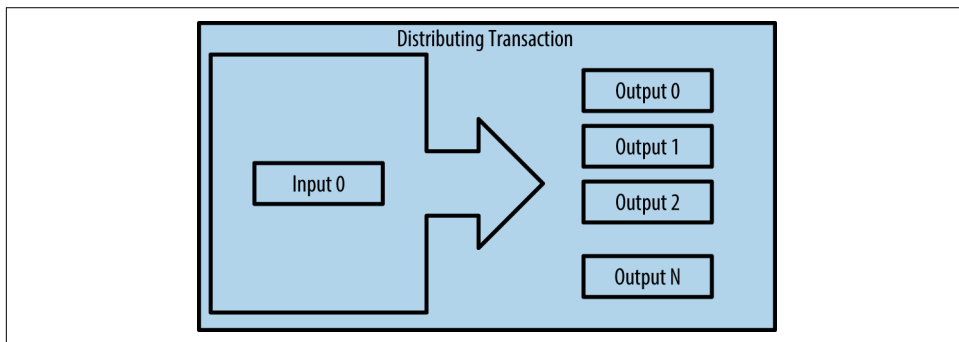 Distributing Transaction
Input 0
Output 0
Output 1
Output 2
Output N